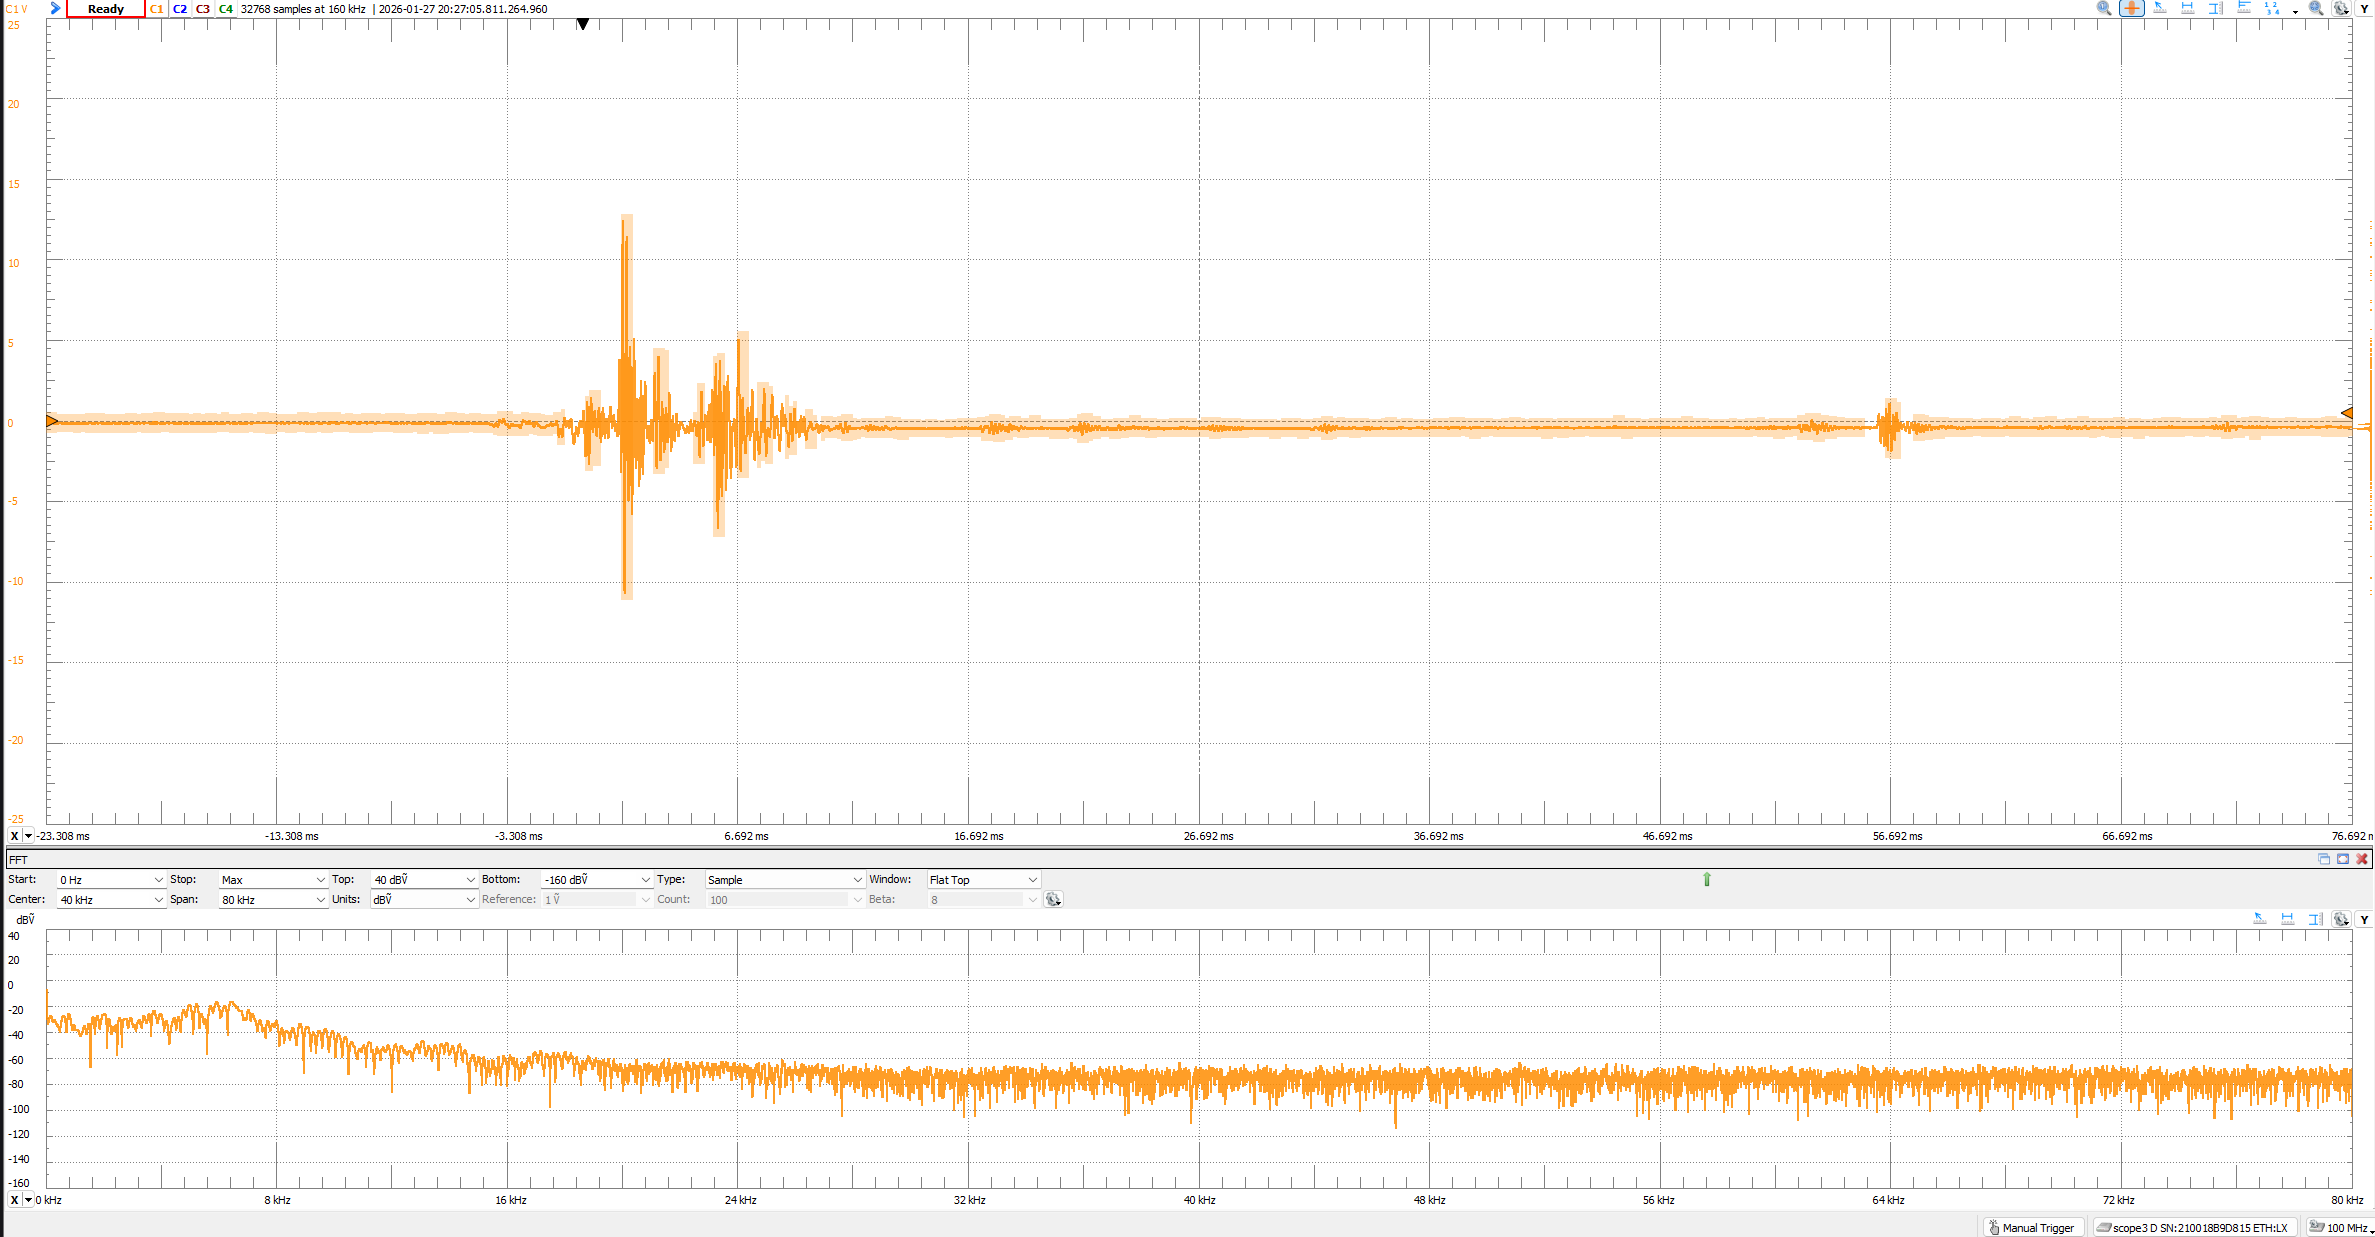 C1 V Ready C1 C2 C3 C4 32768 samples at 160 kHz | 2026-01-27 20:27:05.811.264.960 Y
25
20
15
10
5
0
-5
-10
-15
-20
-25
X -23.308 ms -13.308 ms -3.308 ms 6.692 ms 16.692 ms 26.692 ms 36.692 ms 46.692 ms 56.692 ms 66.692 ms 76.692 m
FFT
Start: 0 Hz Stop: Max Top: 40 dBṼ Bottom: -160 dBṼ Type: Sample Window: Flat Top
Center: 40 kHz Span: 80 kHz Units: dBṼ Reference: 1 Ṽ Count: 100 Beta: 8
dBṼ Y
40
20
0
-20
-40
-60
-80
-100
-120
-140
-160
X 0 kHz 8 kHz 16 kHz 24 kHz 32 kHz 40 kHz 48 kHz 56 kHz 64 kHz 72 kHz 80 kHz
Manual Trigger scope3 D SN:210018B9D815 ETH:LX 100 MHz